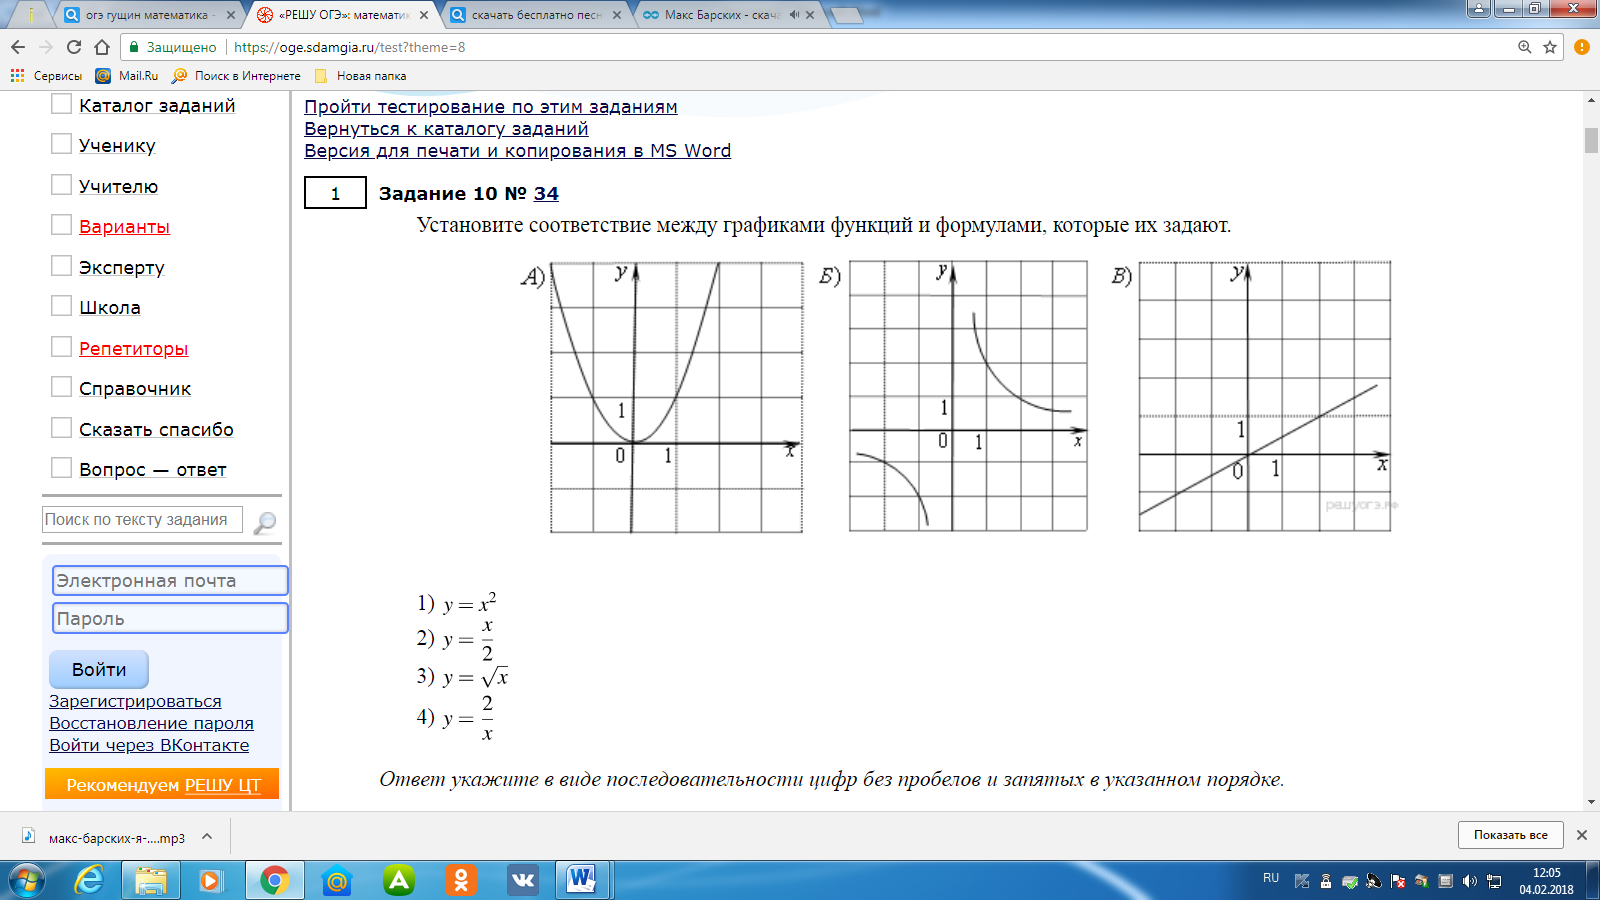 огэ гущин математика -
«РЕШУ ОГЭ»: математи
скачать бесплатно песн
Макс Барских - скача
Защищено
https://oge.sdamgia.ru/test?theme=8
Сервисы
Mail.Ru
Поиск в Интернете
Новая папка
Каталог заданий
Ученику
Учителю
Варианты
Эксперту
Школа
Репетиторы
Справочник
Сказать спасибо
Вопрос — ответ
Поиск по тексту задания
Электронная почта
Пароль
Войти
Зарегистрироваться
Восстановление пароля
Войти через ВКонтакте
Рекомендуем РЕШУ ЦТ
Пройти тестирование по этим заданиям
Вернуться к каталогу заданий
Версия для печати и копирования в MS Word
1 Задание 10 № 34
Установите соответствие между графиками функций и формулами, которые их задают.
А) y 1 0 1 x
Б) y 1 0 1 x
В) y 1 0 1 x
решуогэ.рф
1) y = x²
2) y = x/2
3) y = √x
4) y = 2/x
Ответ укажите в виде последовательности цифр без пробелов и запятых в указанном порядке.
макс-барских-я-....mp3
Показать все
RU
12:05
04.02.2018